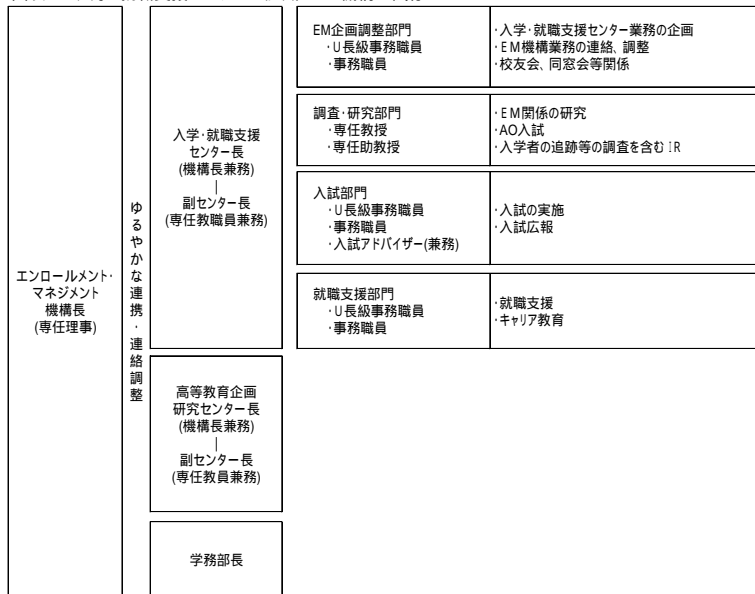 エンロールメント・
マネジメント
機構長
(専任理事)
ゆるやかな連携・連絡調整
入学・就職支援
センター長
(機構長兼務)
|
副センター長
(専任教職員兼務)
EM企画調整部門
・U長級事務職員
・事務職員
・入学・就職支援センター業務の企画
・EM機構業務の連絡、調整
・校友会、同窓会等関係
調査・研究部門
・専任教授
・専任助教授
・EM関係の研究
・AO入試
・入学者の追跡等の調査を含むIR
入試部門
・U長級事務職員
・事務職員
・入試アドバイザー(兼務)
・入試の実施
・入試広報
就職支援部門
・U長級事務職員
・事務職員
・就職支援
・キャリア教育
高等教育企画
研究センター長
(機構長兼務)
|
副センター長
(専任教員兼務)
学務部長